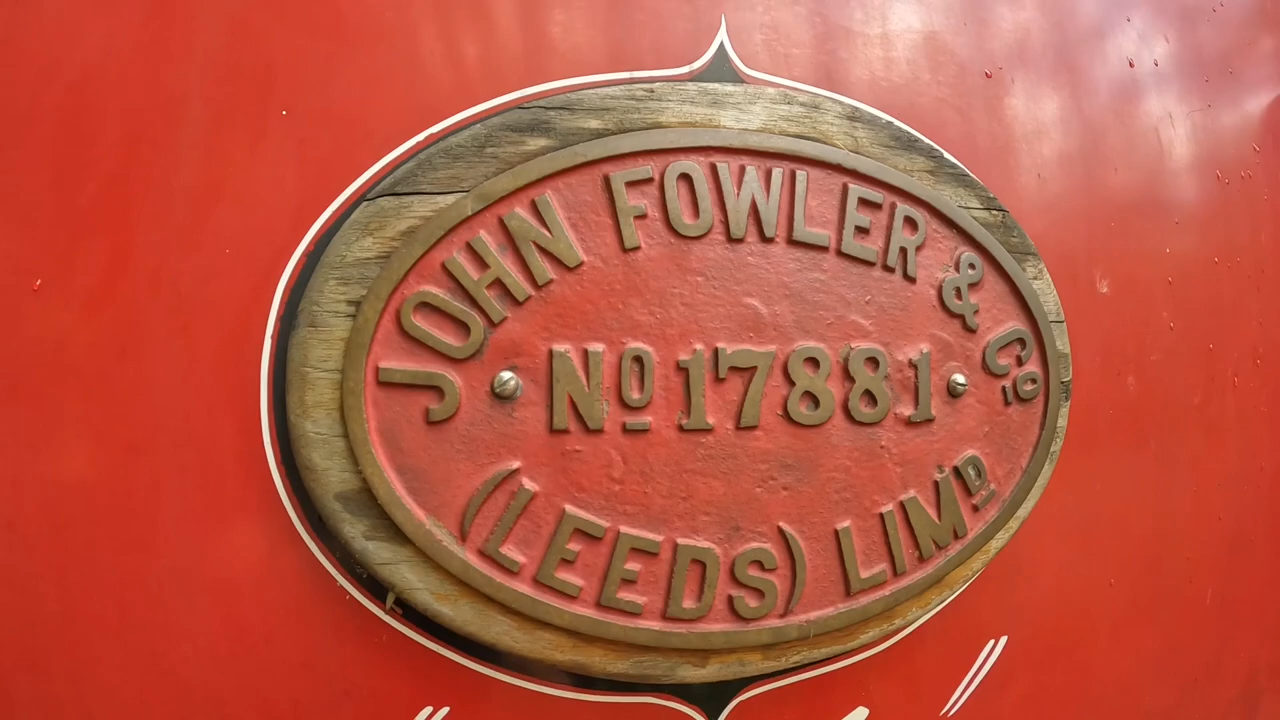 JOHN FOWLER & Cº
Nº 17881
(LEEDS) LIMᴰ